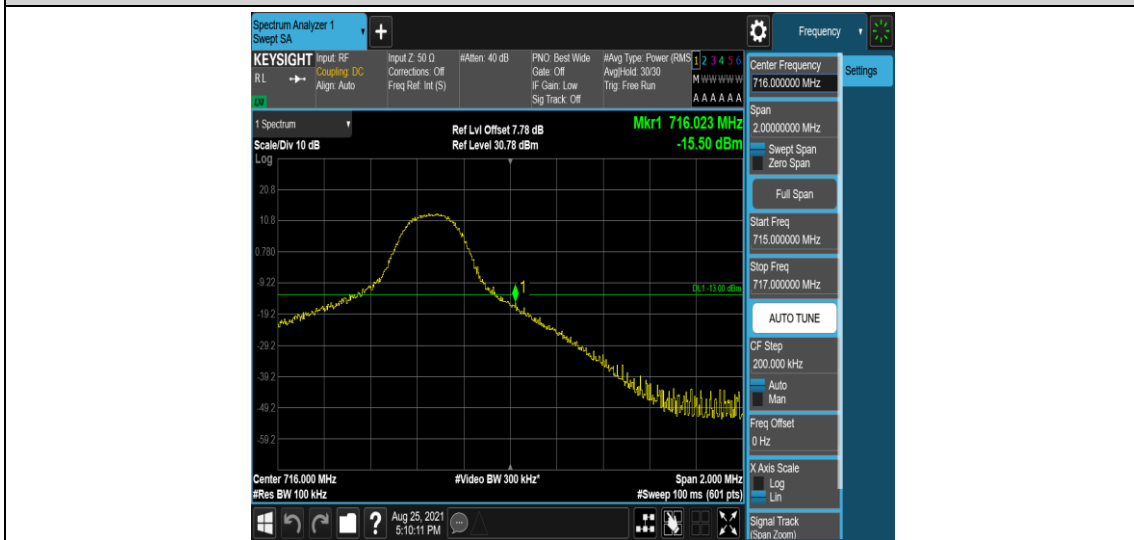 Spectrum Analyzer 1
Swept SA
+
Frequency
KEYSIGHT
RL
Input: RF
Coupling: DC
Align: Auto
Input Z: 50 Ω
Corrections: Off
Freq Ref: Int (S)
#Atten: 40 dB
PNO: Best Wide
Gate: Off
IF Gain: Low
Sig Track: Off
#Avg Type: Power (RMS
Avg|Hold: 30/30
Trig: Free Run
1 2 3 4 5 6
M W W W W W
A A A A A A
1 Spectrum
Scale/Div 10 dB
Ref Lvl Offset 7.78 dB
Ref Level 30.78 dBm
Mkr1 716.023 MHz
-15.50 dBm
Log
20.8
10.8
0.780
-9.22
-19.2
-29.2
-39.2
-49.2
-59.2
1
DL1 -13.00 dBm
Center 716.000 MHz
#Res BW 100 kHz
#Video BW 300 kHz*
Span 2.000 MHz
#Sweep 100 ms (601 pts)
Center Frequency
716.000000 MHz
Settings
Span
2.00000000 MHz
Swept Span
Zero Span
Full Span
Start Freq
715.000000 MHz
Stop Freq
717.000000 MHz
AUTO TUNE
CF Step
200.000 kHz
Auto
Man
Freq Offset
0 Hz
X Axis Scale
Log
Lin
Signal Track
(Span Zoom)
?
Aug 25, 2021
5:10:11 PM